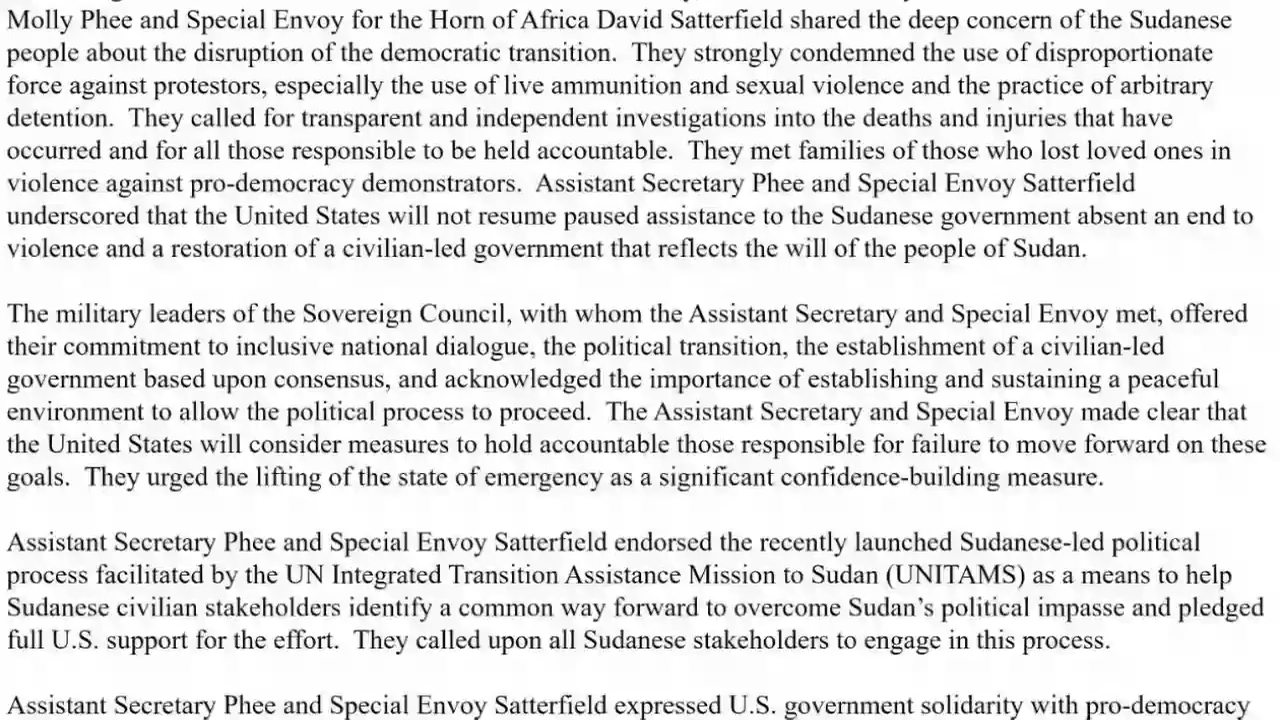 Molly Phee and Special Envoy for the Horn of Africa David Satterfield shared the deep concern of the Sudanese
people about the disruption of the democratic transition.  They strongly condemned the use of disproportionate
force against protestors, especially the use of live ammunition and sexual violence and the practice of arbitrary
detention.  They called for transparent and independent investigations into the deaths and injuries that have
occurred and for all those responsible to be held accountable.  They met families of those who lost loved ones in
violence against pro-democracy demonstrators.  Assistant Secretary Phee and Special Envoy Satterfield
underscored that the United States will not resume paused assistance to the Sudanese government absent an end to
violence and a restoration of a civilian-led government that reflects the will of the people of Sudan.
The military leaders of the Sovereign Council, with whom the Assistant Secretary and Special Envoy met, offered
their commitment to inclusive national dialogue, the political transition, the establishment of a civilian-led
government based upon consensus, and acknowledged the importance of establishing and sustaining a peaceful
environment to allow the political process to proceed.  The Assistant Secretary and Special Envoy made clear that
the United States will consider measures to hold accountable those responsible for failure to move forward on these
goals.  They urged the lifting of the state of emergency as a significant confidence-building measure.
Assistant Secretary Phee and Special Envoy Satterfield endorsed the recently launched Sudanese-led political
process facilitated by the UN Integrated Transition Assistance Mission to Sudan (UNITAMS) as a means to help
Sudanese civilian stakeholders identify a common way forward to overcome Sudan’s political impasse and pledged
full U.S. support for the effort.  They called upon all Sudanese stakeholders to engage in this process.
Assistant Secretary Phee and Special Envoy Satterfield expressed U.S. government solidarity with pro-democracy